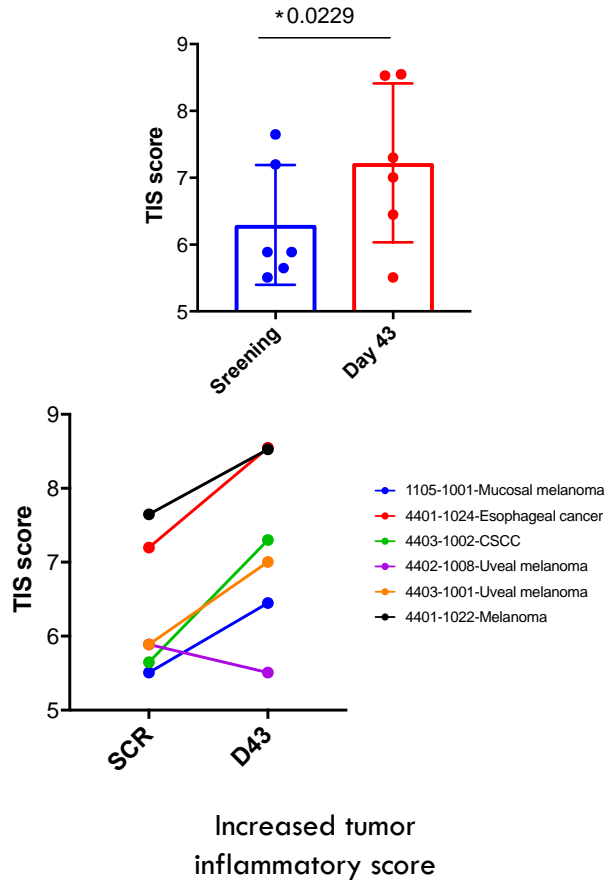 *0.0229
9
8
7
6
5
TIS score
Sreening
Day 43
9
8
7
6
5
TIS score
SCR
D43
1105-1001-Mucosal melanoma
4401-1024-Esophageal cancer
4403-1002-CSCC
4402-1008-Uveal melanoma
4403-1001-Uveal melanoma
4401-1022-Melanoma
Increased tumor
inflammatory score